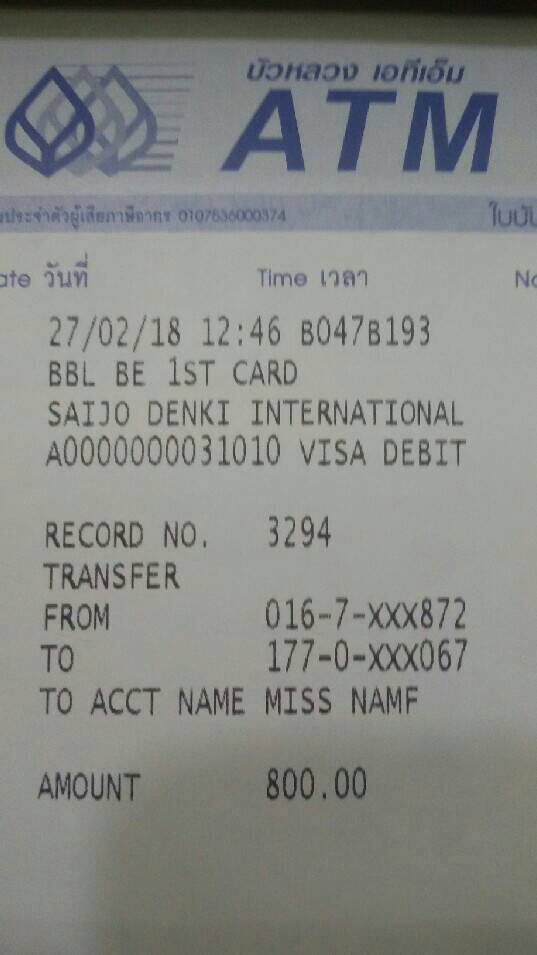 บัวหลวง เอทีเอ็ม
ATM
ประจำตัวผู้เสียภาษีอากร 0107536000374
ate วันที่ Time เวลา No
27/02/18 12:46 B047B193
BBL BE 1ST CARD
SAIJO DENKI INTERNATIONAL
A0000000031010 VISA DEBIT
RECORD NO. 3294
TRANSFER
FROM 016-7-XXX872
TO 177-0-XXX067
TO ACCT NAME MISS NAMF
AMOUNT 800.00